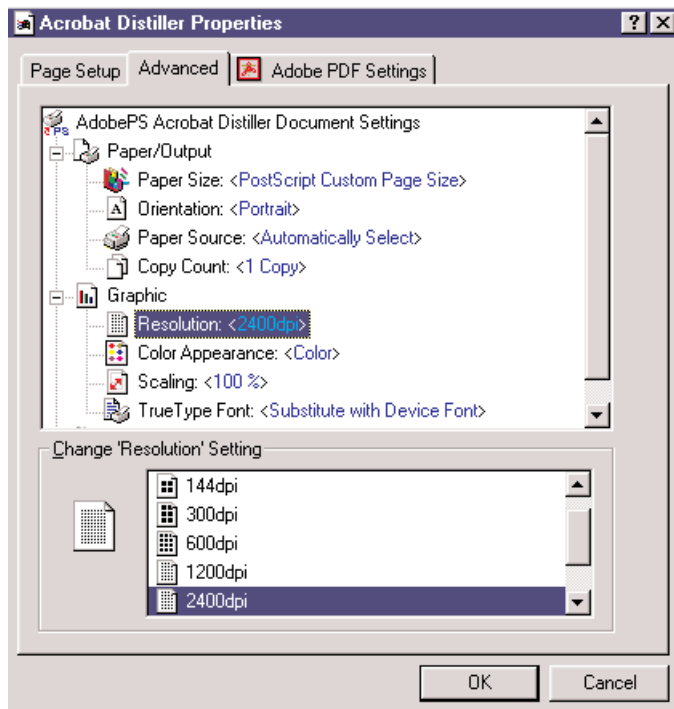 Acrobat Distiller Properties
Page Setup Advanced Adobe PDF Settings
AdobePS Acrobat Distiller Document Settings
Paper/Output
Paper Size: <PostScript Custom Page Size>
Orientation: <Portrait>
Paper Source: <Automatically Select>
Copy Count: <1 Copy>
Graphic
Resolution: <2400dpi>
Color Appearance: <Color>
Scaling: <100 %>
TrueType Font: <Substitute with Device Font>
Change 'Resolution' Setting
144dpi
300dpi
600dpi
1200dpi
2400dpi
OK Cancel